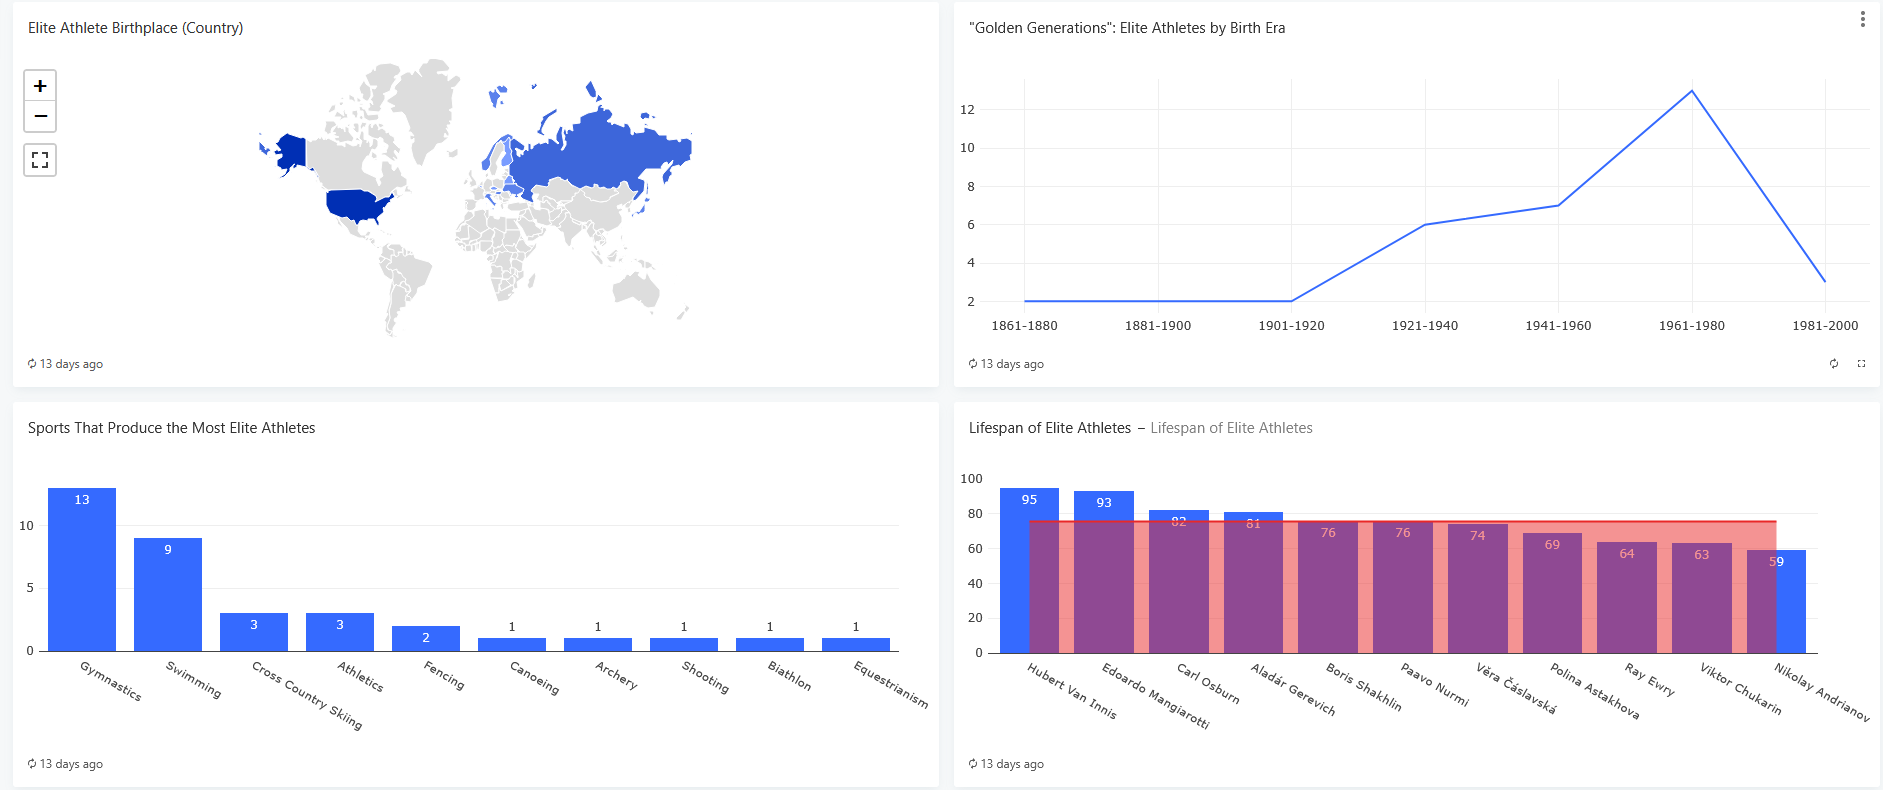 Elite Athlete Birthplace (Country)
+
−
13 days ago
"Golden Generations": Elite Athletes by Birth Era
12
10
8
6
4
2
1861-1880 1881-1900 1901-1920 1921-1940 1941-1960 1961-1980 1981-2000
13 days ago
Sports That Produce the Most Elite Athletes
10
5
0
13 9 3 3 2 1 1 1 1 1
Gymnastics Swimming Cross Country Skiing Athletics Fencing Canoeing Archery Shooting Biathlon Equestrianism
13 days ago
Lifespan of Elite Athletes – Lifespan of Elite Athletes
100
80
60
40
20
0
95 93 82 81 76 76 74 69 64 63 59
Hubert Van Innis Edoardo Mangiarotti Carl Osburn Aladár Gerevich Boris Shakhlin Paavo Nurmi Věra Čáslavská Polina Astakhova Ray Ewry Viktor Chukarin Nikolay Andrianov
13 days ago